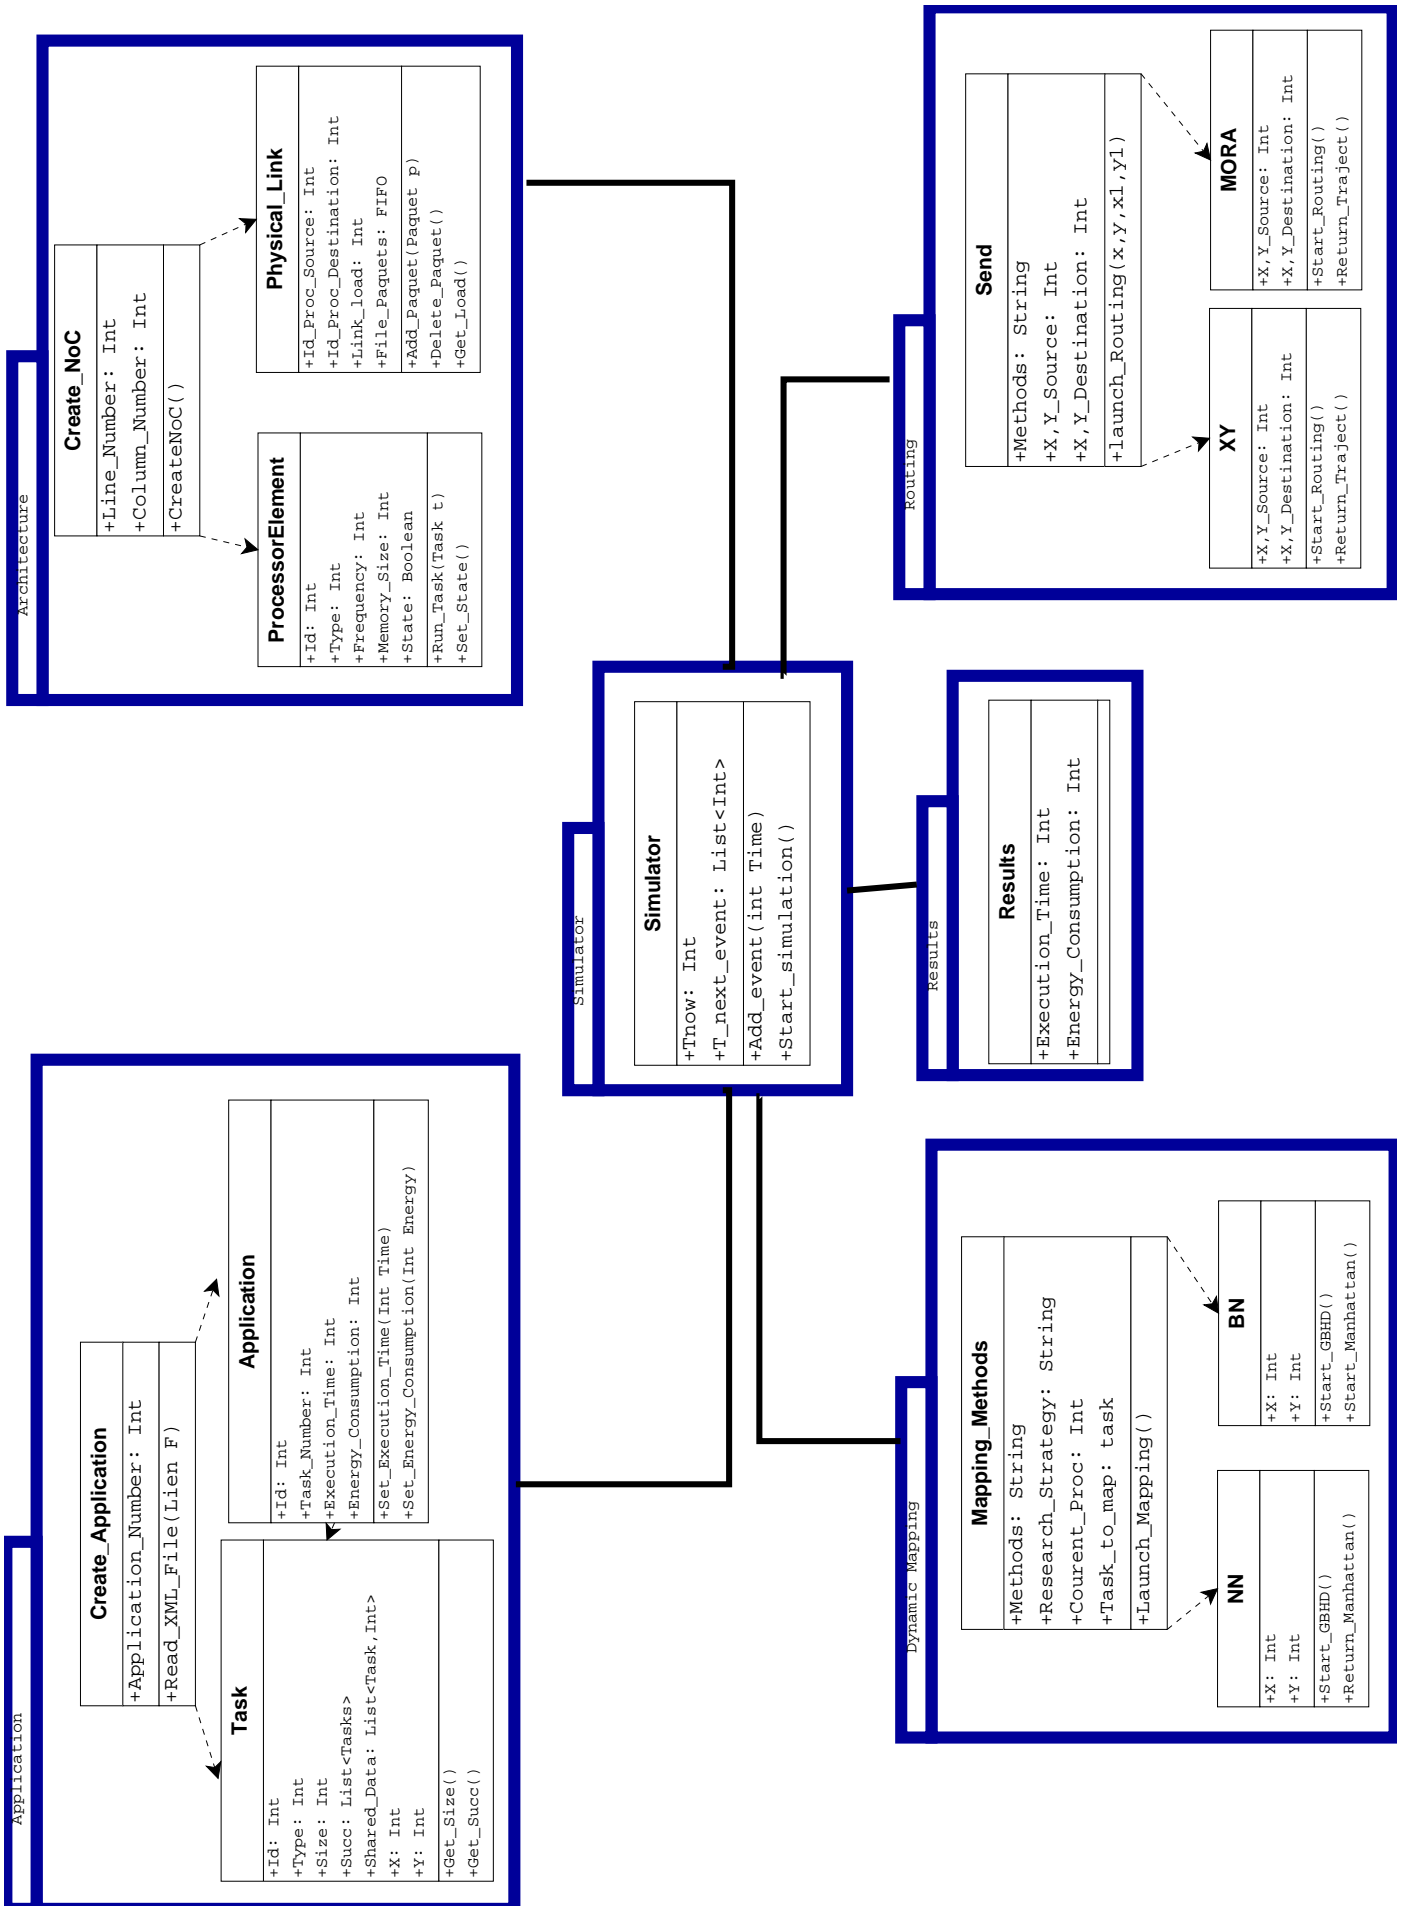 Application
Create_Application
+Application_Number: Int
+Read_XML_File(Lien F)
Task
+Id: Int
+Type: Int
+Size: Int
+Succ: List<Tasks>
+Shared_Data: List<Task,Int>
+X: Int
+Y: Int
+Get_Size()
+Get_Succ()
Application
+Id: Int
+Task_Number: Int
+Execution_Time: Int
+Energy_Consumption: Int
+Set_Execution_Time(Int Time)
+Set_Energy_Consumption(Int Energy)
Architecture
Create_NoC
+Line_Number: Int
+Column_Number: Int
+CreateNoC()
ProcessorElement
+Id: Int
+Type: Int
+Frequency: Int
+Memory_Size: Int
+State: Boolean
+Run_Task(Task t)
+Set_State()
Physical_Link
+Id_Proc_Source: Int
+Id_Proc_Destination: Int
+Link_load: Int
+File_Paquets: FIFO
+Add_Paquet(Paquet p)
+Delete_Paquet()
+Get_Load()
Simulator
Simulator
+Tnow: Int
+T_next_event: List<Int>
+Add_event(int Time)
+Start_simulation()
Dynamic Mapping
Mapping_Methods
+Methods: String
+Research_Strategy: String
+Courent_Proc: Int
+Task_to_map: task
+Launch_Mapping()
NN
+X: Int
+Y: Int
+Start_GBHD()
+Return_Manhattan()
BN
+X: Int
+Y: Int
+Start_GBHD()
+Start_Manhattan()
Results
Results
+Execution_Time: Int
+Energy_Consumption: Int
Routing
Send
+Methods: String
+X,Y_Source: Int
+X,Y_Destination: Int
+launch_Routing(x,y,x1,y1)
XY
+X,Y_Source: Int
+X,Y_Destination: Int
+Start_Routing()
+Return_Traject()
MORA
+X,Y_Source: Int
+X,Y_Destination: Int
+Start_Routing()
+Return_Traject()